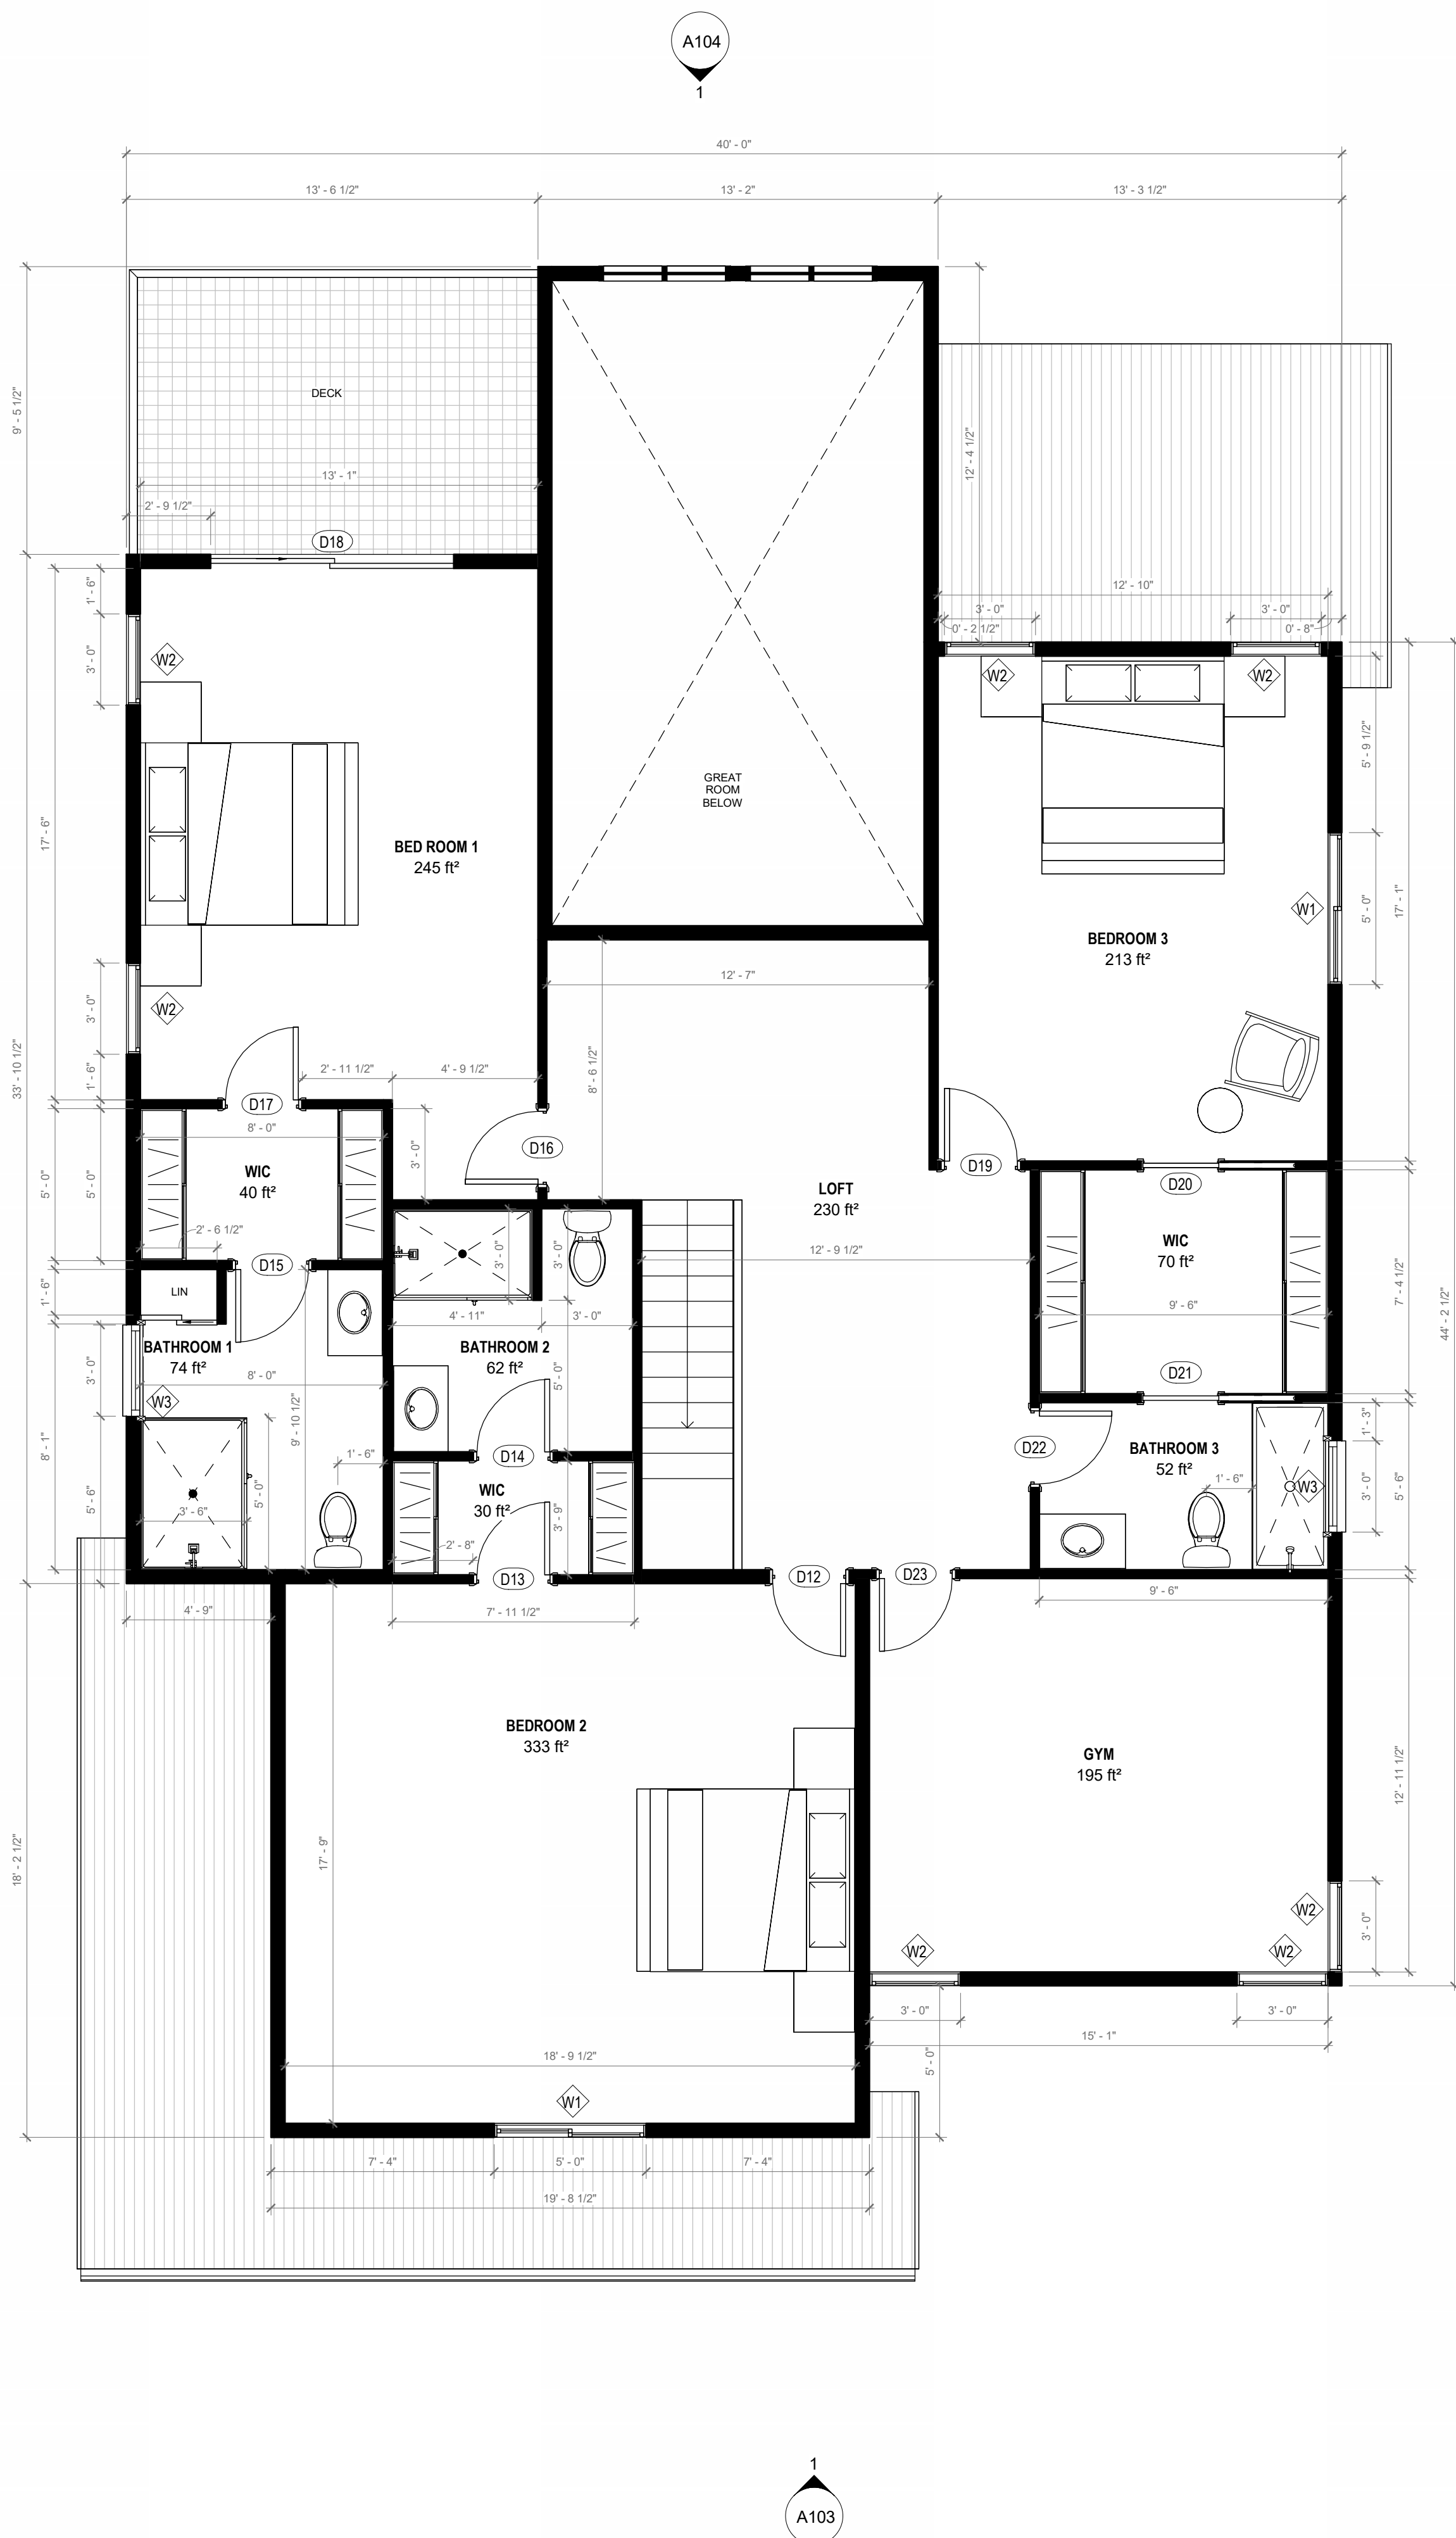 A104
1
40' - 0"
13' - 6 1/2"
13' - 2"
13' - 3 1/2"
9' - 5 1/2"
DECK
12' - 4 1/2"
13' - 1"
2' - 9 1/2"
D18
12' - 10"
3' - 0"
3' - 0"
0' - 2 1/2"
0' - 8"
1' - 6"
3' - 0"
W2
W2
W2
5' - 9 1/2"
GREAT
ROOM
BELOW
17' - 6"
BED ROOM 1
245 ft²
W1
5' - 0"
17' - 1"
BEDROOM 3
213 ft²
12' - 7"
3' - 0"
W2
33' - 10 1/2"
1' - 6"
2' - 11 1/2"
4' - 9 1/2"
8' - 6 1/2"
D17
8' - 0"
3' - 0"
D16
D19
WIC
40 ft²
5' - 0"
5' - 0"
LOFT
230 ft²
D20
2' - 6 1/2"
WIC
70 ft²
12' - 9 1/2"
D15
3' - 0"
3' - 0"
7' - 4 1/2"
44' - 2 1/2"
1' - 6"
LIN
9' - 6"
4' - 11"
3' - 0"
BATHROOM 1
74 ft²
BATHROOM 2
62 ft²
3' - 0"
8' - 0"
5' - 0"
D21
W3
9' - 10 1/2"
1' - 3"
8' - 1"
1' - 6"
D14
D22
BATHROOM 3
52 ft²
5' - 6"
5' - 0"
3' - 6"
WIC
30 ft²
3' - 9"
1' - 6"
W3
3' - 0"
5' - 6"
2' - 8"
D13
D12
D23
4' - 9"
7' - 11 1/2"
9' - 6"
BEDROOM 2
333 ft²
GYM
195 ft²
12' - 11 1/2"
18' - 2 1/2"
17' - 9"
W2
W2
W2
3' - 0"
3' - 0"
3' - 0"
15' - 1"
5' - 0"
18' - 9 1/2"
W1
7' - 4"
5' - 0"
7' - 4"
19' - 8 1/2"
1
A103